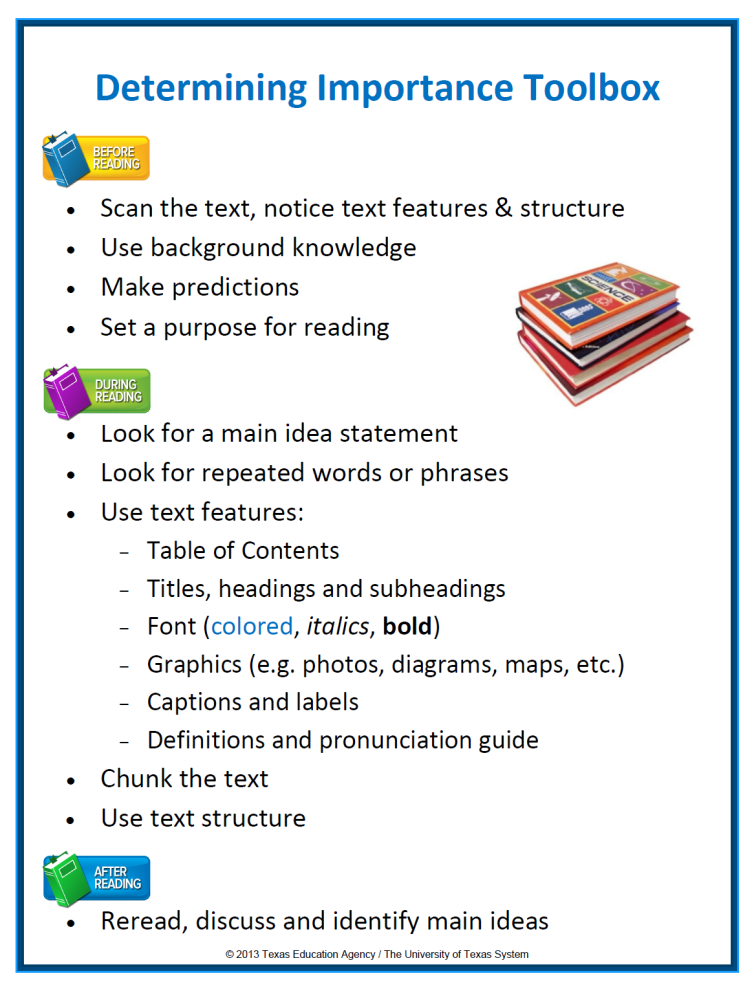 Determining Importance Toolbox
BEFORE
READING
• Scan the text, notice text features & structure
• Use background knowledge
• Make predictions
• Set a purpose for reading
SCIENCE
DURING
READING
• Look for a main idea statement
• Look for repeated words or phrases
• Use text features:
– Table of Contents
– Titles, headings and subheadings
– Font (colored, italics, bold)
– Graphics (e.g. photos, diagrams, maps, etc.)
– Captions and labels
– Definitions and pronunciation guide
• Chunk the text
• Use text structure
AFTER
READING
• Reread, discuss and identify main ideas
© 2013 Texas Education Agency / The University of Texas System